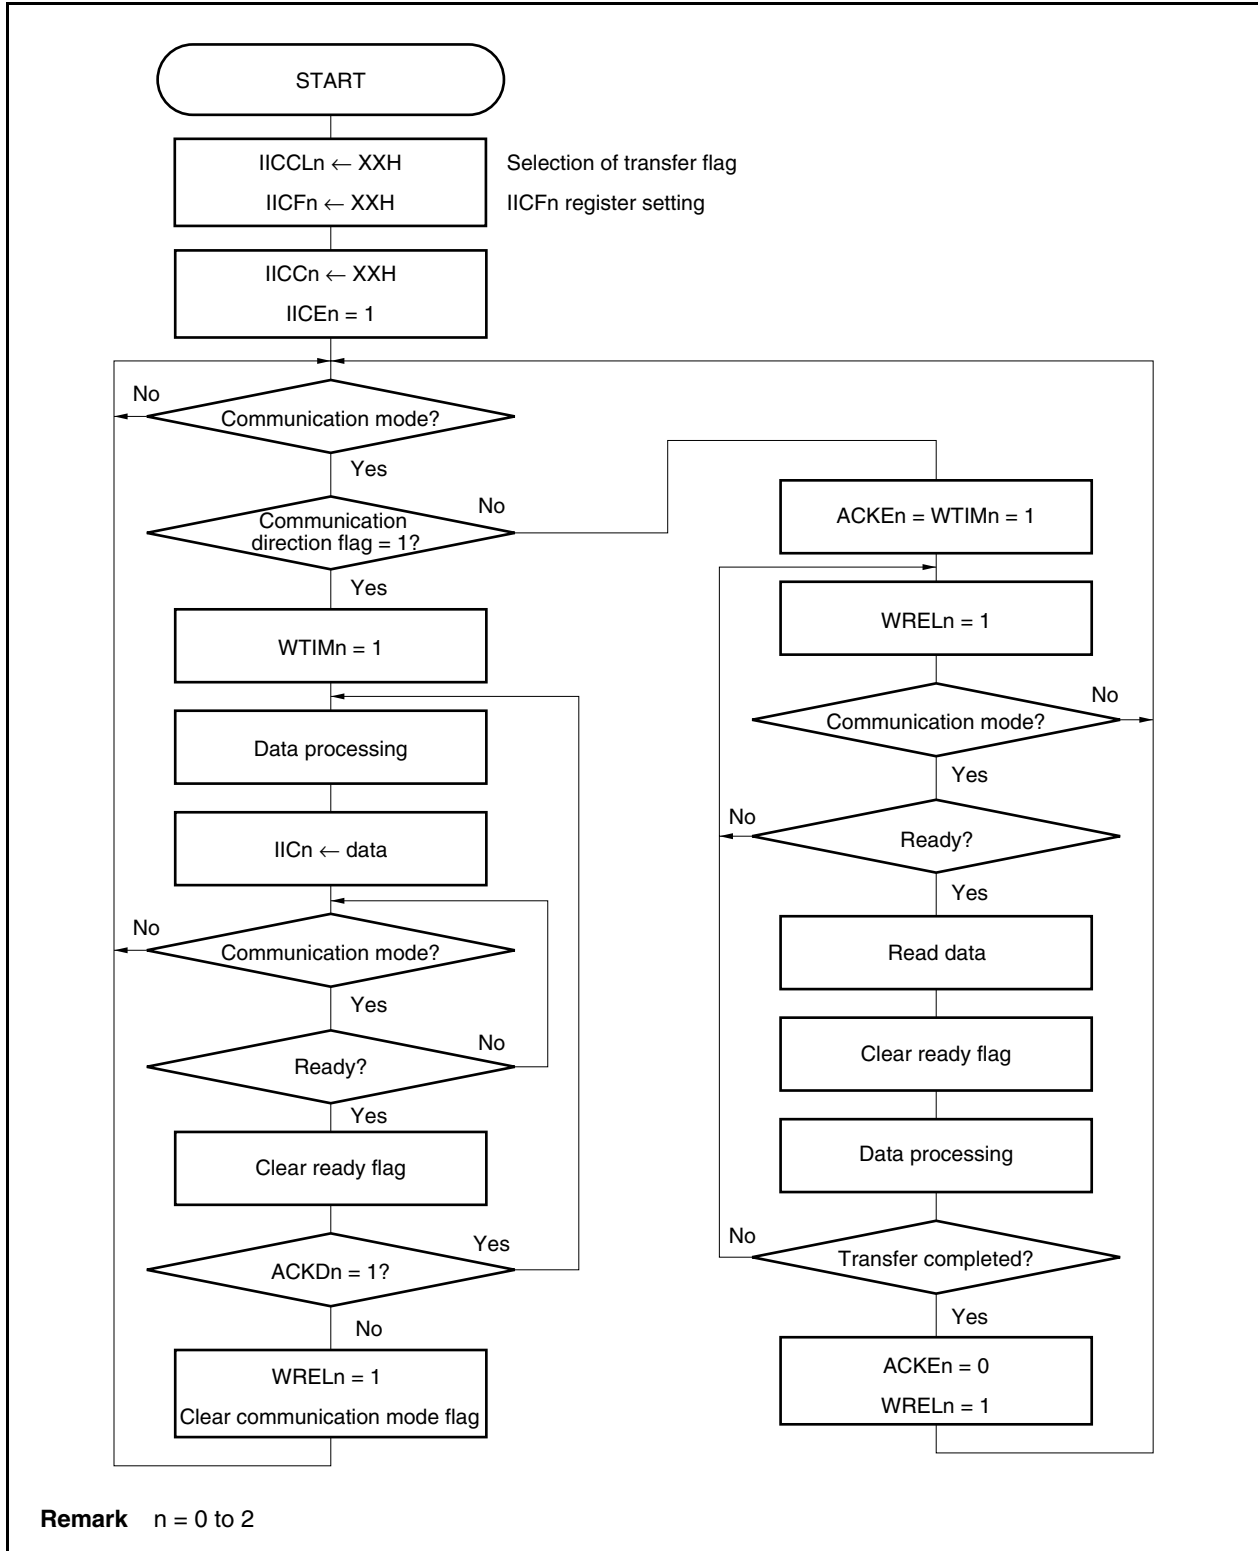 START
IICCLn ← XXH
Selection of transfer flag
IICFn ← XXH
IICFn register setting
IICCn ← XXH
IICEn = 1
No
Communication mode?
Yes
No
Communication
direction flag = 1?
Yes
WTIMn = 1
Data processing
IICn ← data
No
Communication mode?
Yes
No
Ready?
Yes
Clear ready flag
Yes
ACKDn = 1?
No
WRELn = 1
Clear communication mode flag
ACKEn = WTIMn = 1
WRELn = 1
No
Communication mode?
Yes
No
Ready?
Yes
Read data
Clear ready flag
Data processing
No
Transfer completed?
Yes
ACKEn = 0
WRELn = 1
Remark n = 0 to 2